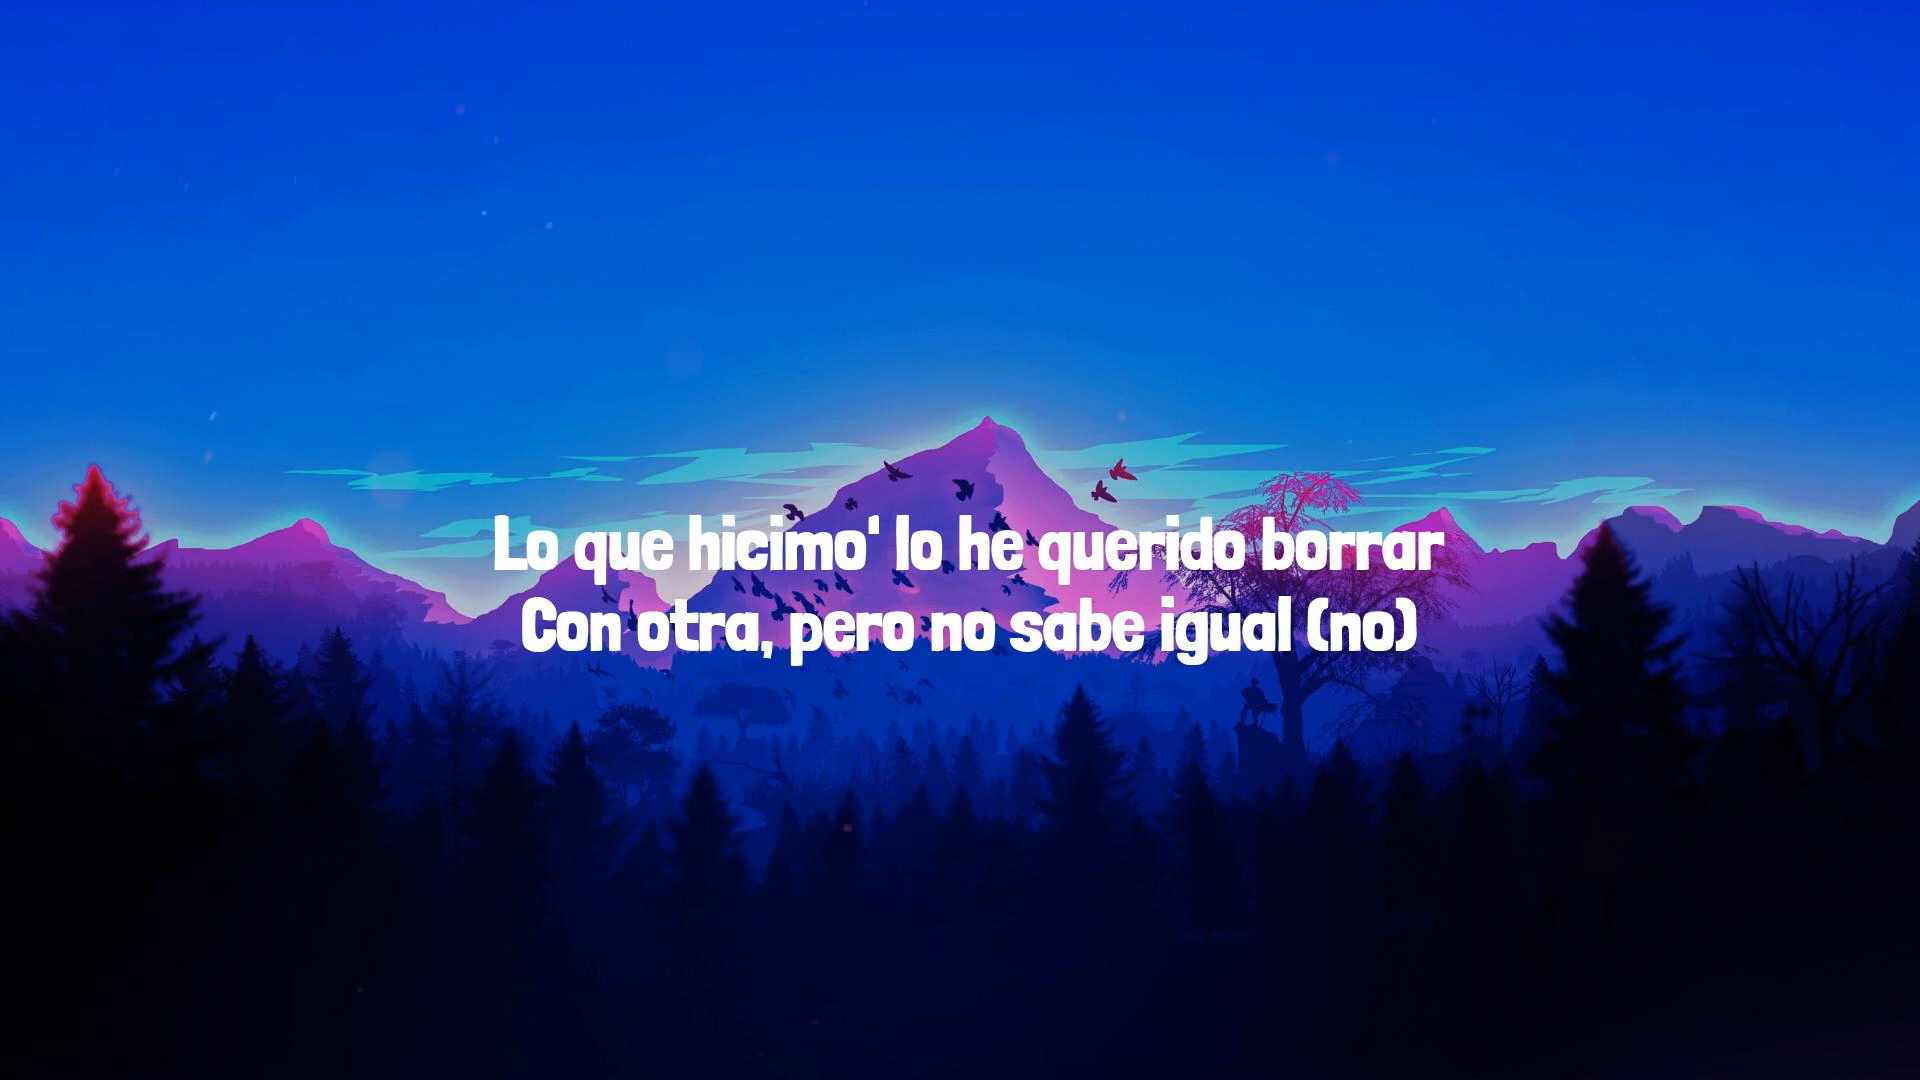 Lo que hicimo' lo he querido borrar
Con otra, pero no sabe igual (no)